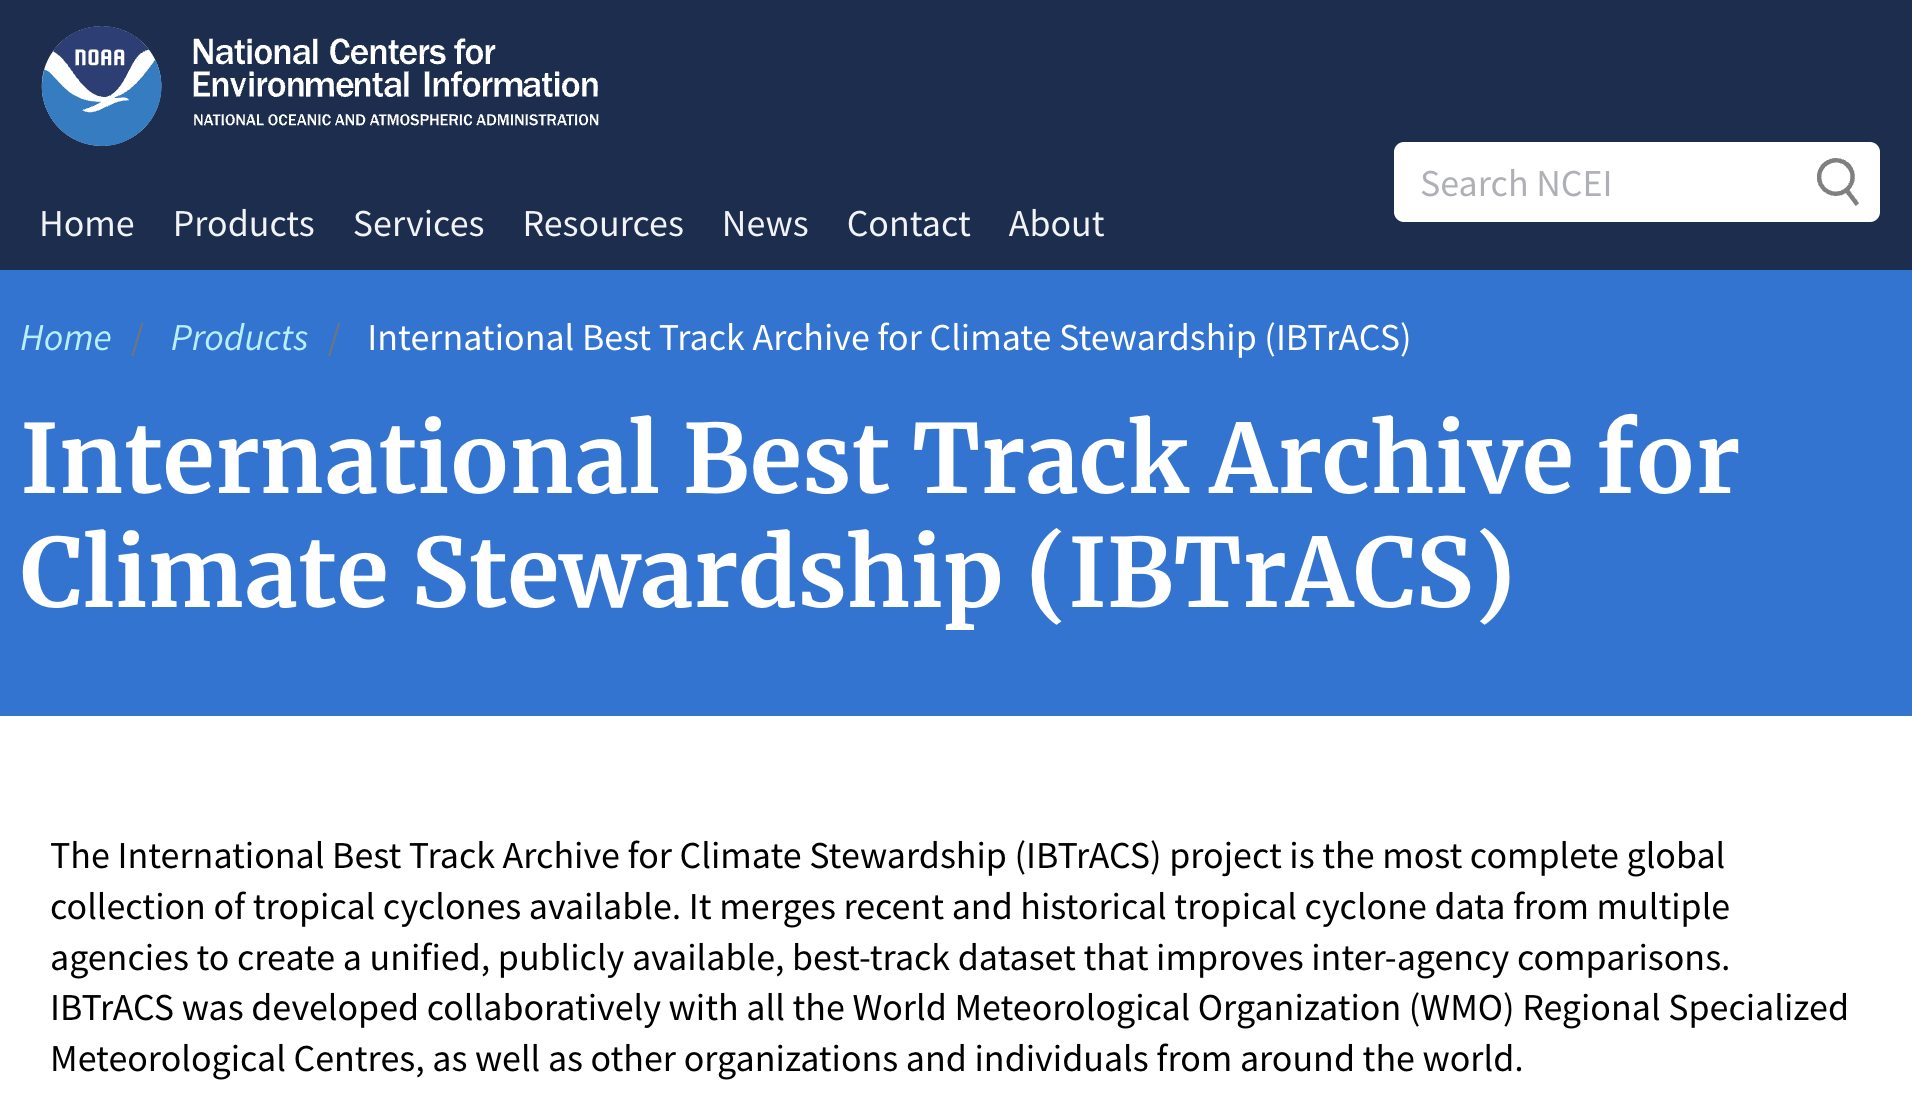 NOAA
National Centers for
Environmental Information
NATIONAL OCEANIC AND ATMOSPHERIC ADMINISTRATION
Search NCEI
Home Products Services Resources News Contact About
Home / Products / International Best Track Archive for Climate Stewardship (IBTrACS)
International Best Track Archive for
Climate Stewardship (IBTrACS)
The International Best Track Archive for Climate Stewardship (IBTrACS) project is the most complete global
collection of tropical cyclones available. It merges recent and historical tropical cyclone data from multiple
agencies to create a unified, publicly available, best-track dataset that improves inter-agency comparisons.
IBTrACS was developed collaboratively with all the World Meteorological Organization (WMO) Regional Specialized
Meteorological Centres, as well as other organizations and individuals from around the world.